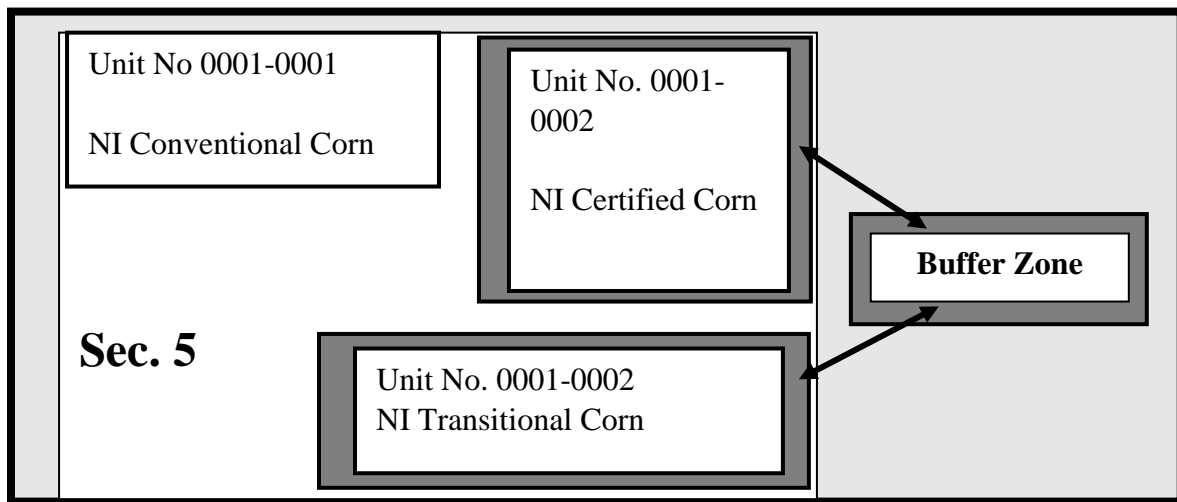 Unit No 0001-0001
NI Conventional Corn
Unit No. 0001-
0002
NI Certified Corn
Buffer Zone
Sec. 5
Unit No. 0001-0002
NI Transitional Corn